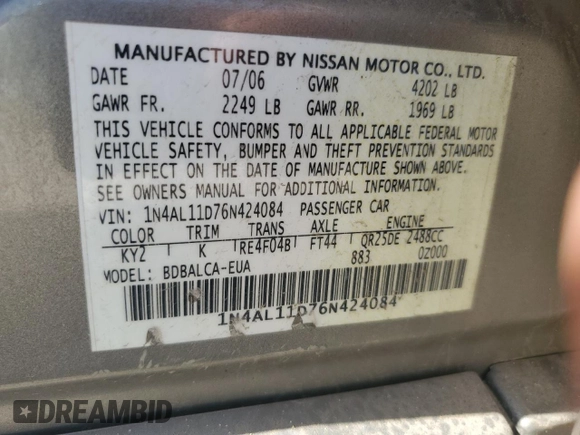 MANUFACTURED BY NISSAN MOTOR CO., LTD.
DATE 07/06 GVWR 4202 LB
GAWR FR. 2249 LB GAWR RR. 1969 LB
THIS VEHICLE CONFORMS TO ALL APPLICABLE FEDERAL MOTOR
VEHICLE SAFETY, BUMPER AND THEFT PREVENTION STANDARDS
IN EFFECT ON THE DATE OF MANUFACTURE SHOWN ABOVE.
SEE OWNERS MANUAL FOR ADDITIONAL INFORMATION.
VIN: 1N4AL11D76N424084 PASSENGER CAR
COLOR TRIM TRANS AXLE ENGINE
KY2 K RE4F04B FT44 QR25DE 2488CC
MODEL: BDBALCA-EUA 883 0Z000
1N4AL11D76N424084
DREAMBID